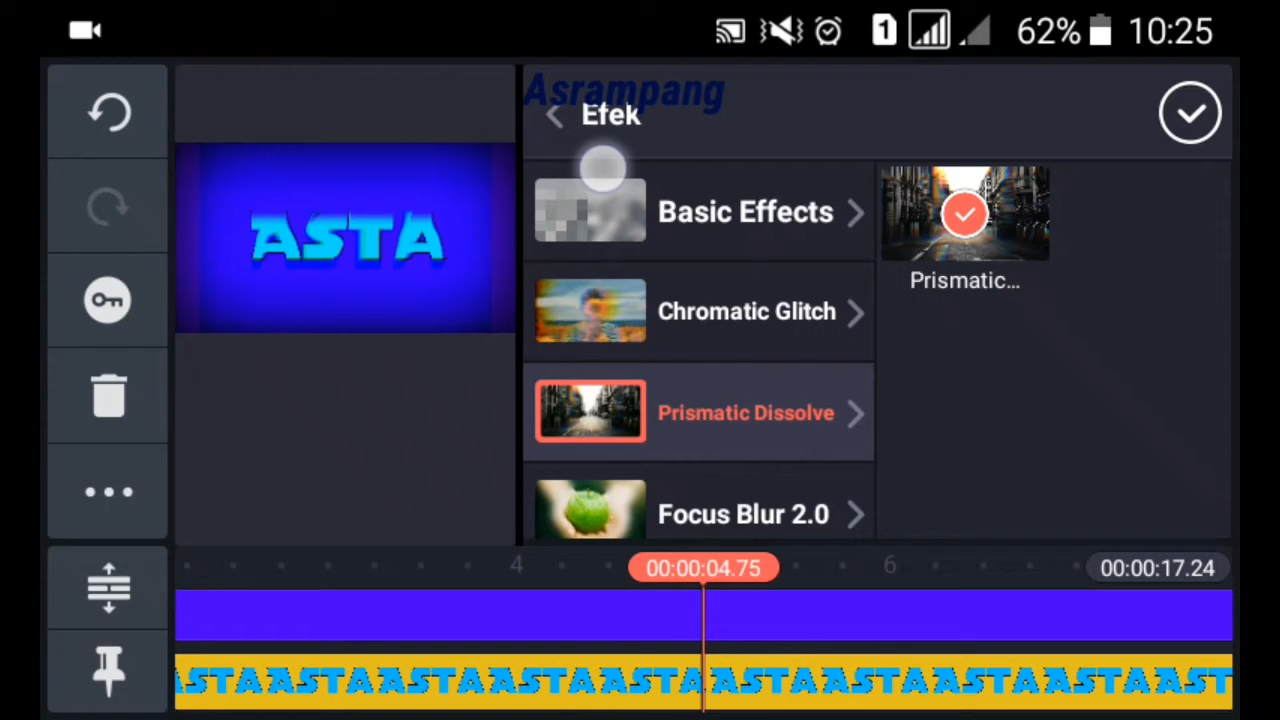 1 62% 10:25
Asrampang
Efek
ASTA
Basic Effects
Chromatic Glitch
Prismatic...
Prismatic Dissolve
Focus Blur 2.0
4
00:00:04.75
6
00:00:17.24
ASTAASTAASTAASTAASTAASTAASTAASTAASTAAST